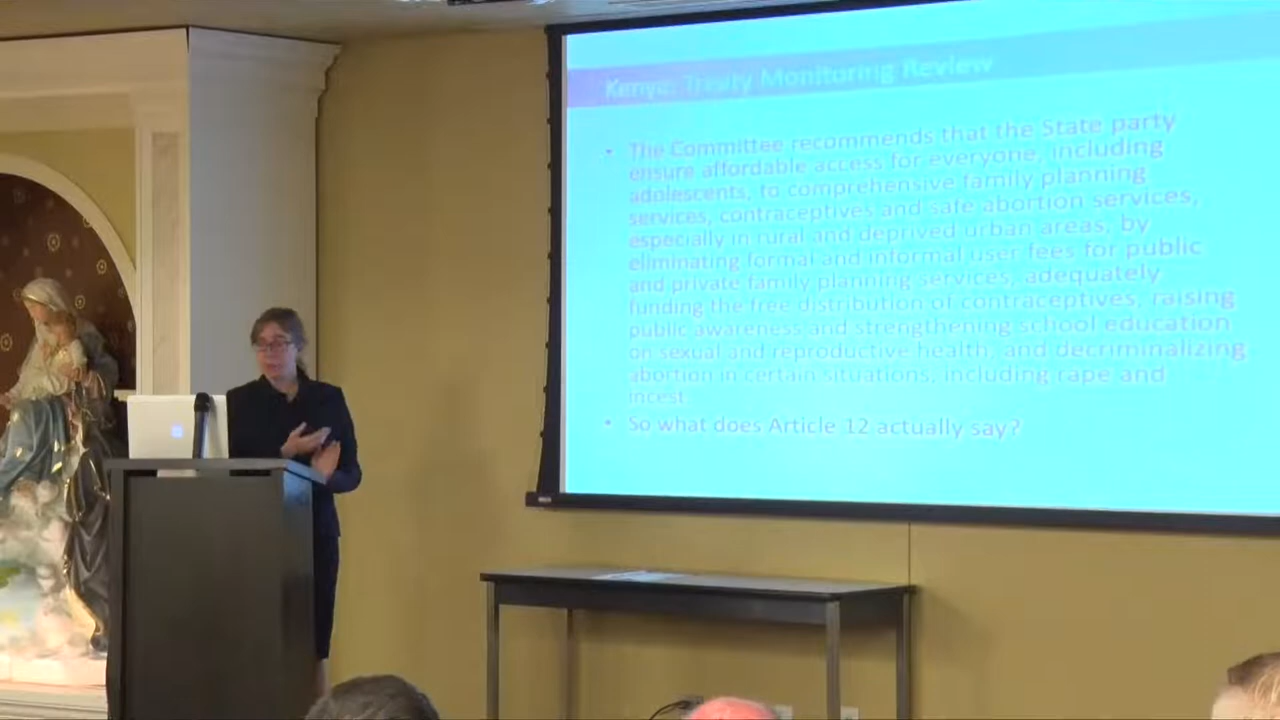 Kenya: Treaty Monitoring Review
• The Committee recommends that the State party
ensure affordable access for everyone, including
adolescents, to comprehensive family planning
services, contraceptives and safe abortion services,
especially in rural and deprived urban areas, by
eliminating formal and informal user fees for public
and private family planning services, adequately
funding the free distribution of contraceptives, raising
public awareness and strengthening school education
on sexual and reproductive health, and decriminalizing
abortion in certain situations, including rape and
incest
• So what does Article 12 actually say?